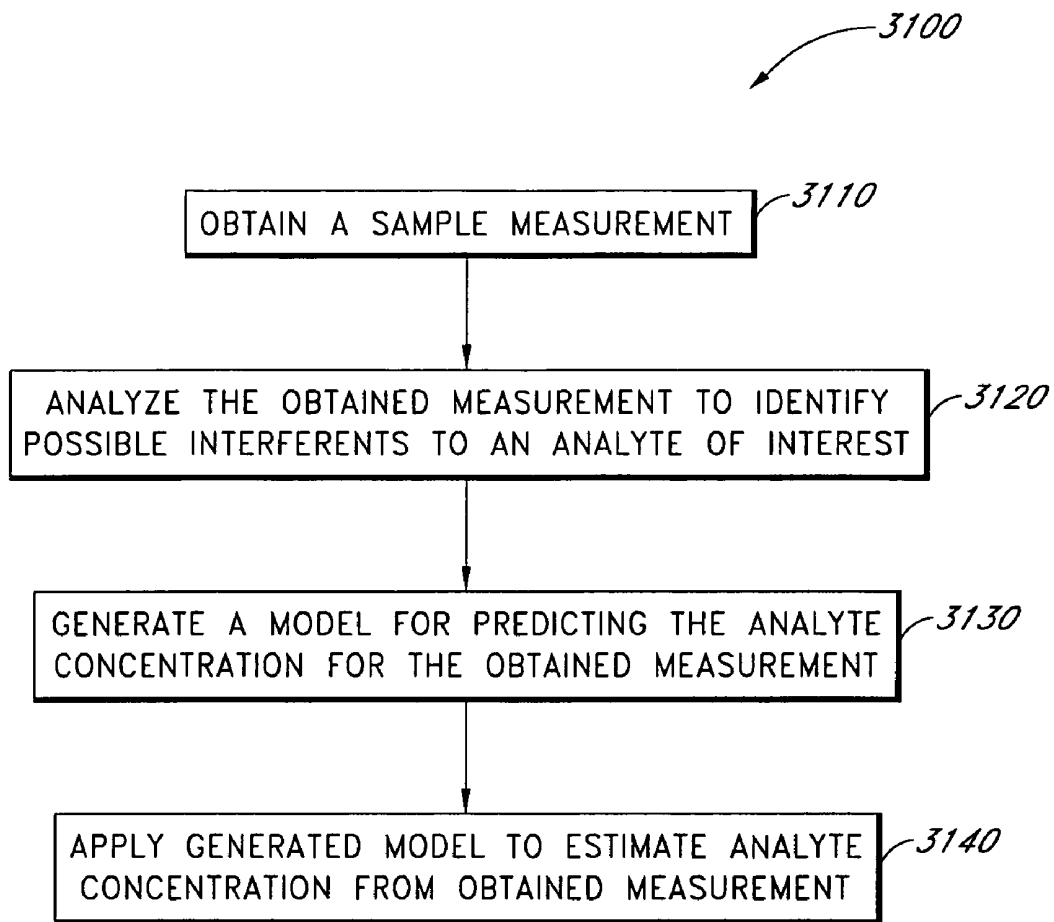 3100
3110
OBTAIN A SAMPLE MEASUREMENT
3120
ANALYZE THE OBTAINED MEASUREMENT TO IDENTIFY
POSSIBLE INTERFERENTS TO AN ANALYTE OF INTEREST
3130
GENERATE A MODEL FOR PREDICTING THE ANALYTE
CONCENTRATION FOR THE OBTAINED MEASUREMENT
3140
APPLY GENERATED MODEL TO ESTIMATE ANALYTE
CONCENTRATION FROM OBTAINED MEASUREMENT